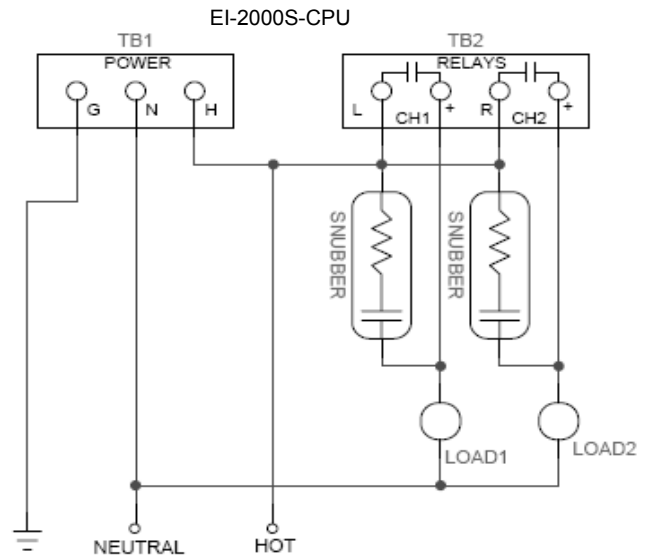 EI-2000S-CPU
TB1
POWER
G N H
TB2
RELAYS
L CH1 + R CH2 +
SNUBBER
SNUBBER
LOAD1
LOAD2
NEUTRAL
HOT